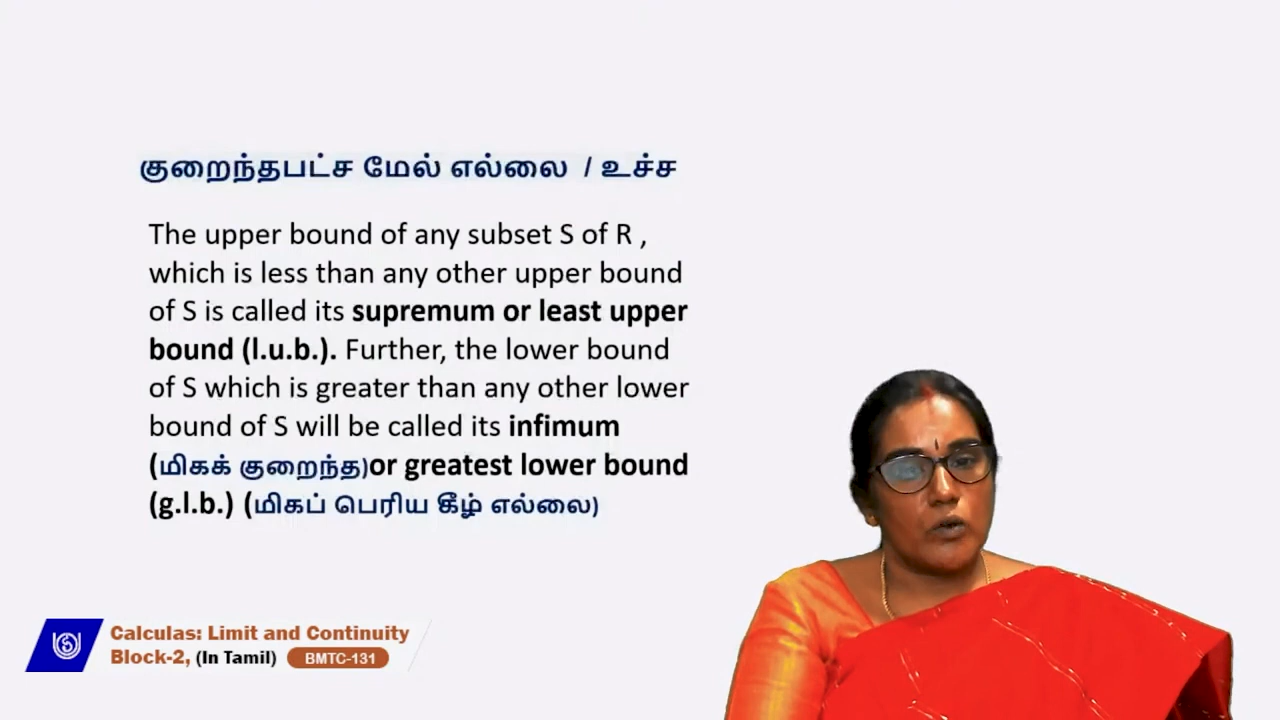 குறைந்தபட்ச மேல் எல்லை / உச்ச
The upper bound of any subset S of R ,
which is less than any other upper bound
of S is called its supremum or least upper
bound (l.u.b.). Further, the lower bound
of S which is greater than any other lower
bound of S will be called its infimum
(மிகக் குறைந்த)or greatest lower bound
(g.l.b.) (மிகப் பெரிய கீழ் எல்லை)
Calculas: Limit and Continuity
Block-2, (In Tamil) BMTC-131